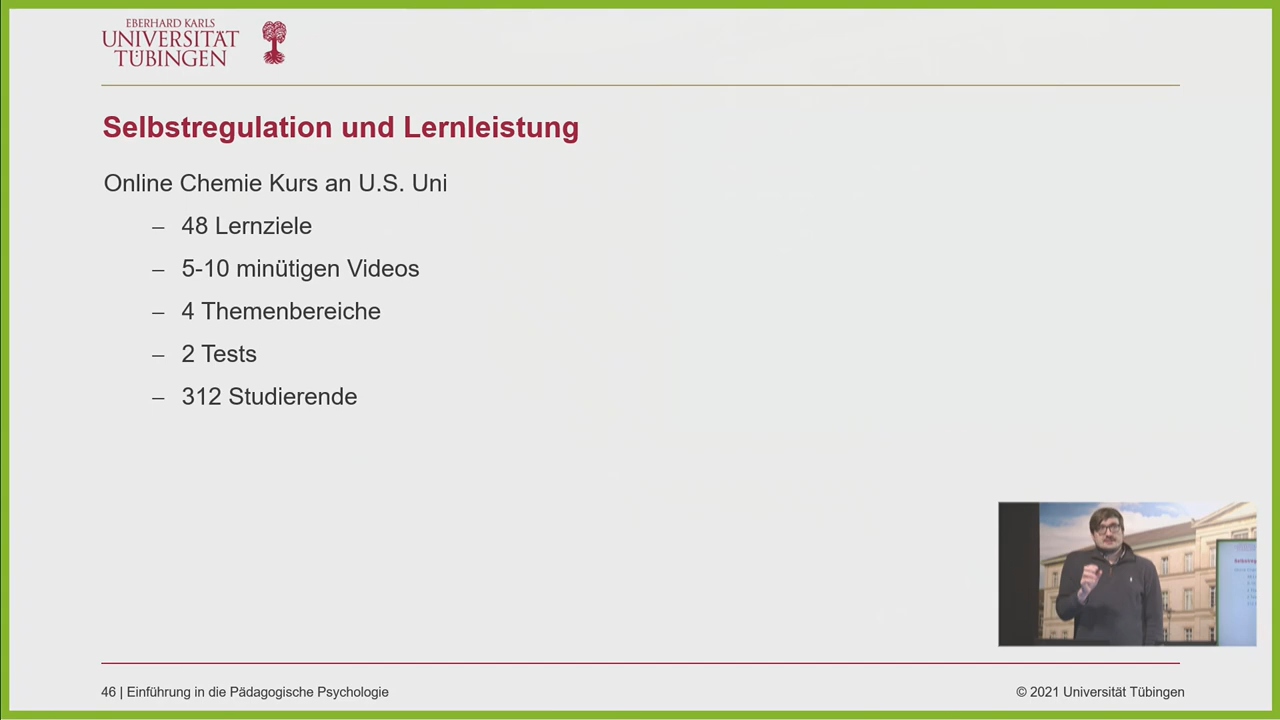 EBERHARD KARLS
UNIVERSITÄT
TÜBINGEN
Selbstregulation und Lernleistung
Online Chemie Kurs an U.S. Uni
– 48 Lernziele
– 5-10 minütigen Videos
– 4 Themenbereiche
– 2 Tests
– 312 Studierende
46 | Einführung in die Pädagogische Psychologie
© 2021 Universität Tübingen